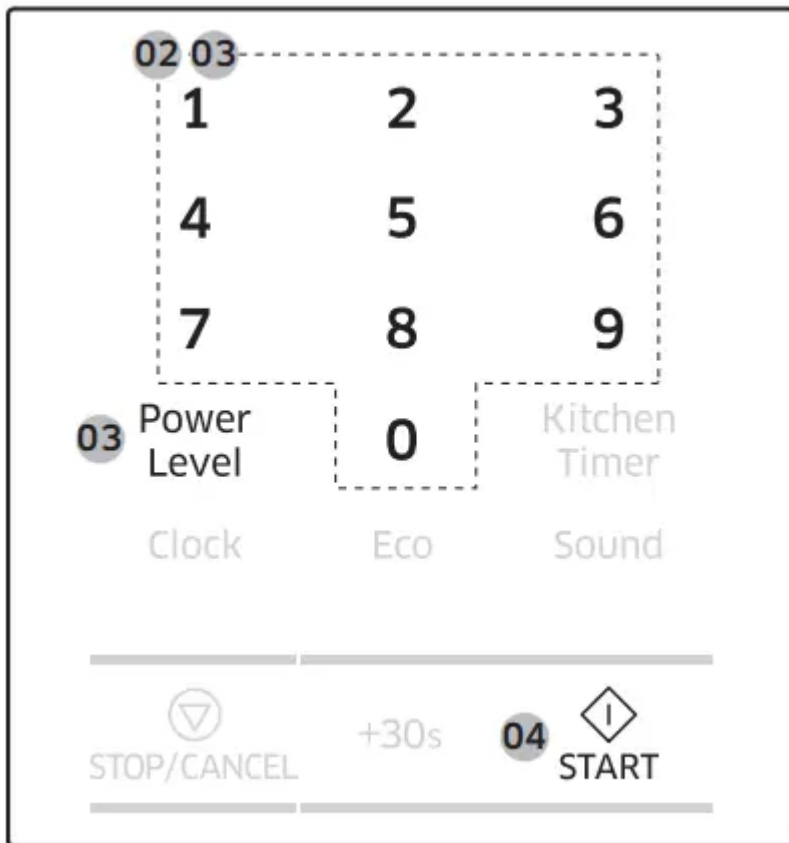 02 03
1 2 3
4 5 6
7 8 9
03 Power Level 0 Kitchen Timer
Clock Eco Sound
STOP/CANCEL +30s 04 START